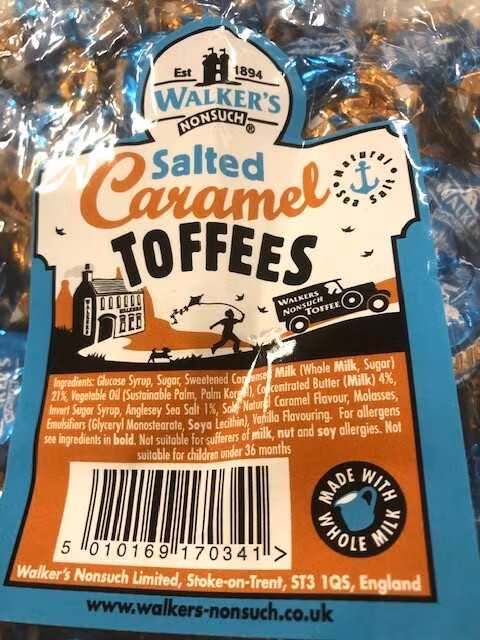 Est 1894
WALKER'S
NONSUCH®
Salted
Caramel
Natural Sea Salt
TOFFEES
WALKERS
NONSUCH
TOFFEE
WALKERS
Ingredients: Glucose Syrup, Sugar, Sweetened Condensed Milk (Whole Milk, Sugar)
21%, Vegetable Oil (Sustainable Palm, Palm Kernel), Concentrated Butter (Milk) 4%,
Invert Sugar Syrup, Anglesey Sea Salt 1%, Salt, Natural Caramel Flavour, Molasses,
Emulsifiers (Glyceryl Monostearate, Soya Lecithin), Vanilla Flavouring. For allergens
see ingredients in bold. Not suitable for sufferers of milk, nut and soy allergies. Not
suitable for children under 36 months
MADE WITH
WHOLE MILK
5 010169 170341 >
Walker's Nonsuch Limited, Stoke-on-Trent, ST3 1QS, England
www.walkers-nonsuch.co.uk